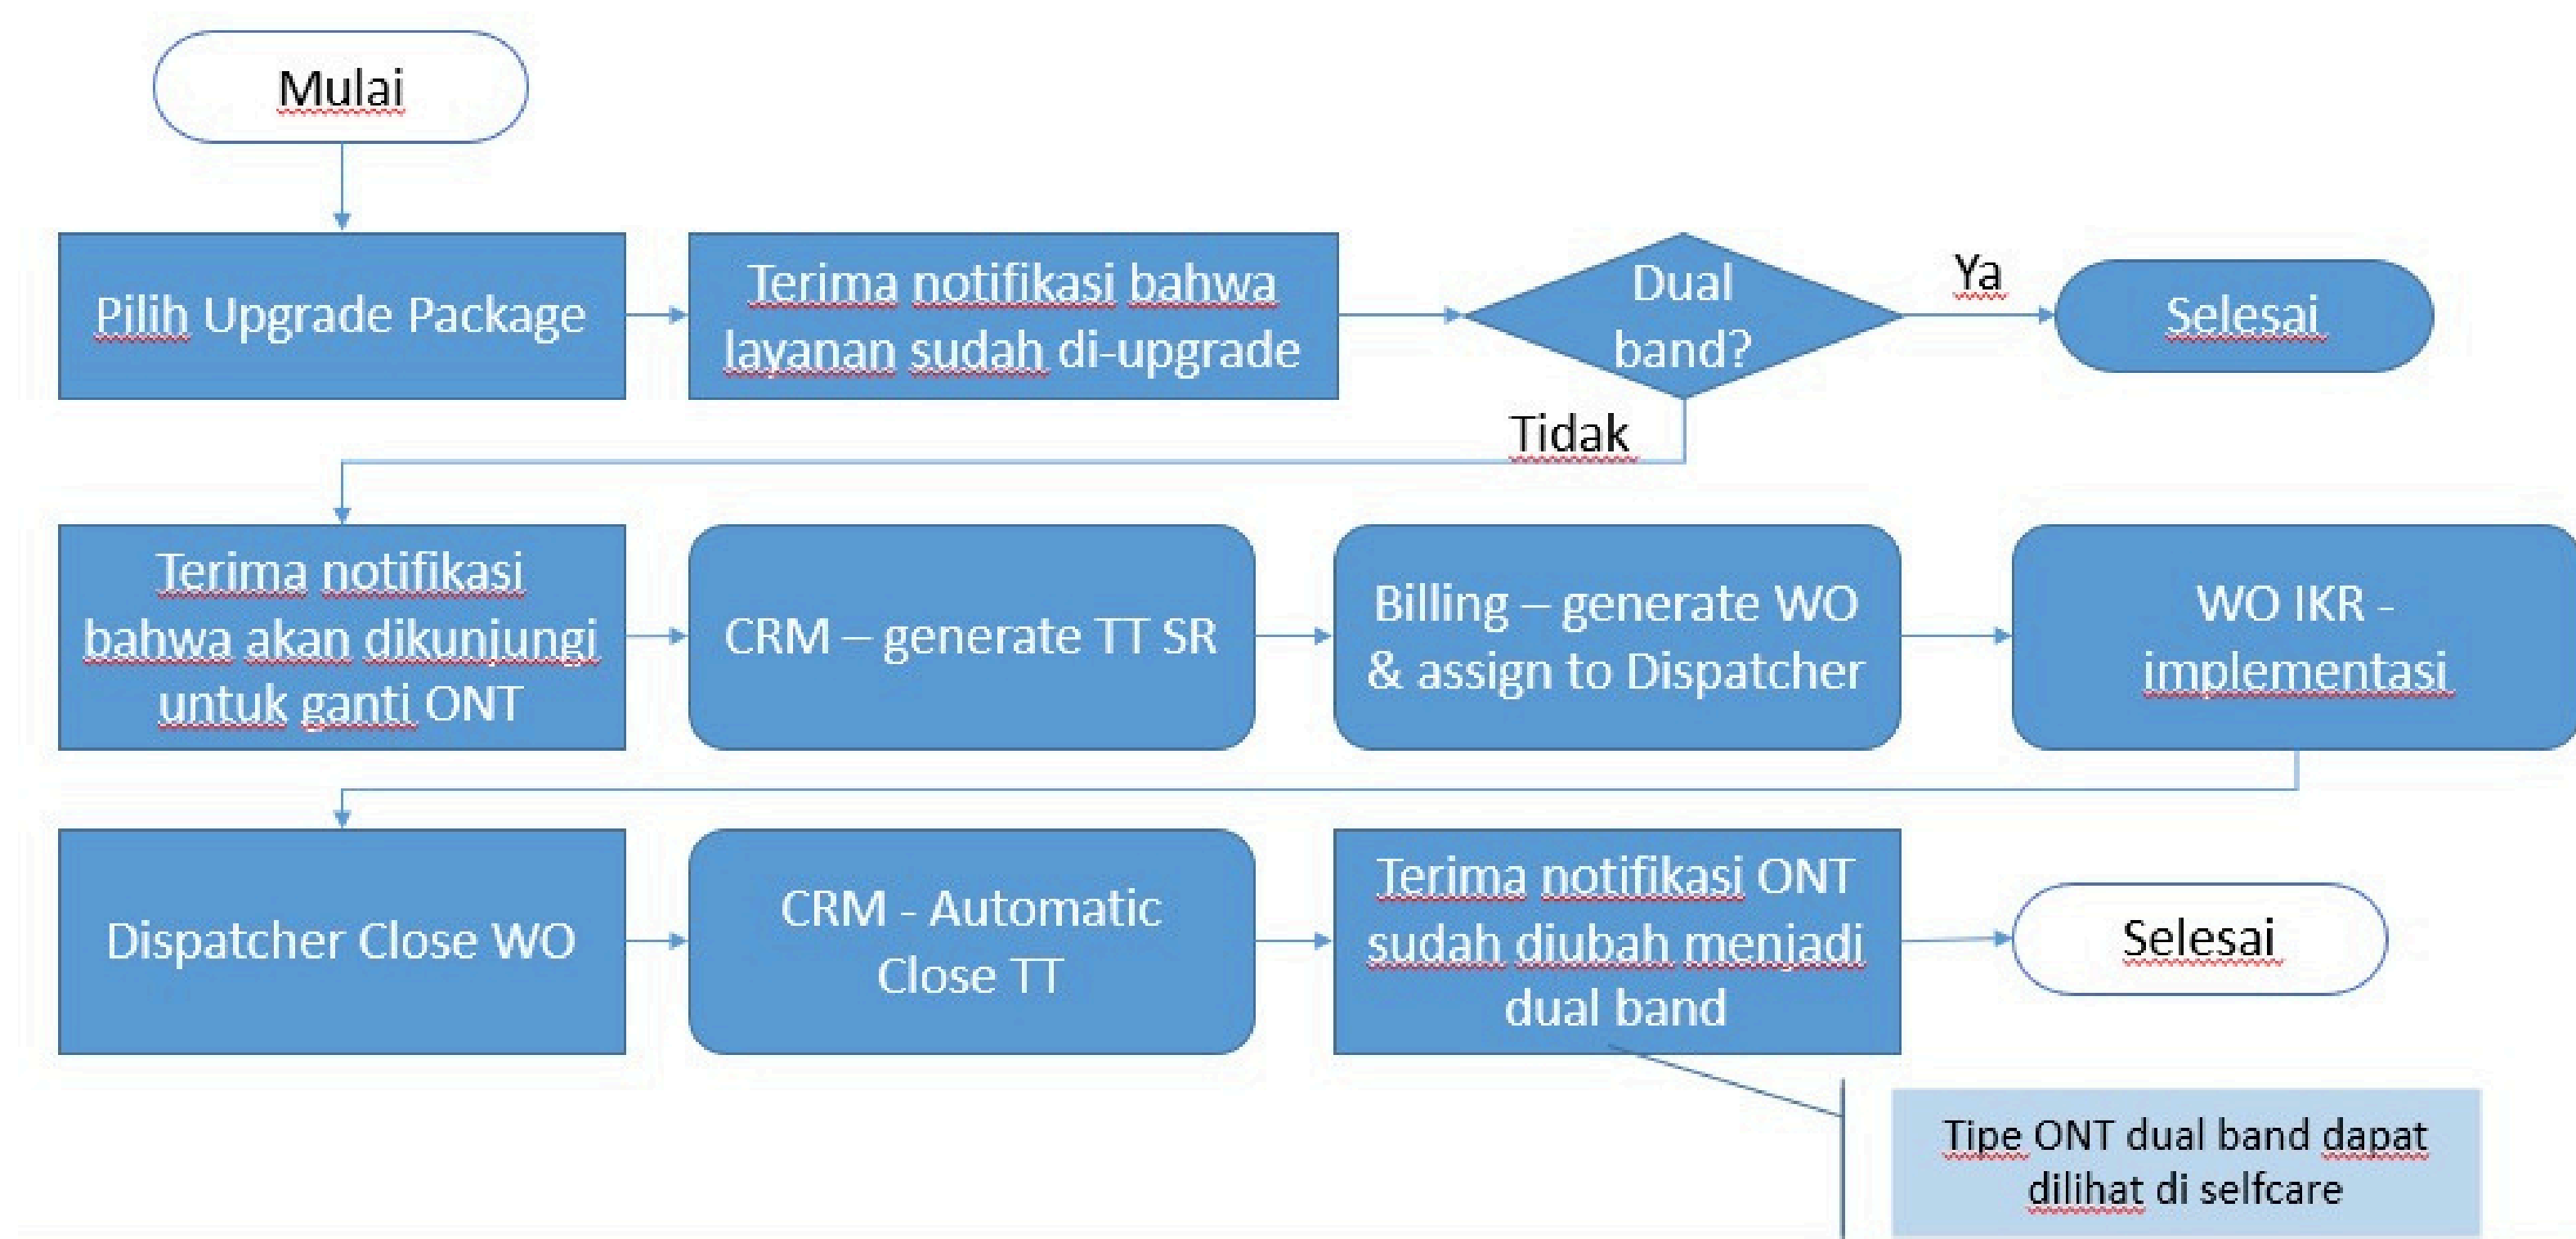 Mulai
Pilih Upgrade Package
Terima notifikasi bahwa
layanan sudah di-upgrade
Dual
band?
Ya
Selesai
Tidak
Terima notifikasi
bahwa akan dikunjungi
untuk ganti ONT
CRM – generate TT SR
Billing – generate WO
& assign to Dispatcher
WO IKR -
implementasi
Dispatcher Close WO
CRM - Automatic
Close TT
Terima notifikasi ONT
sudah diubah menjadi
dual band
Selesai
Tipe ONT dual band dapat
dilihat di selfcare